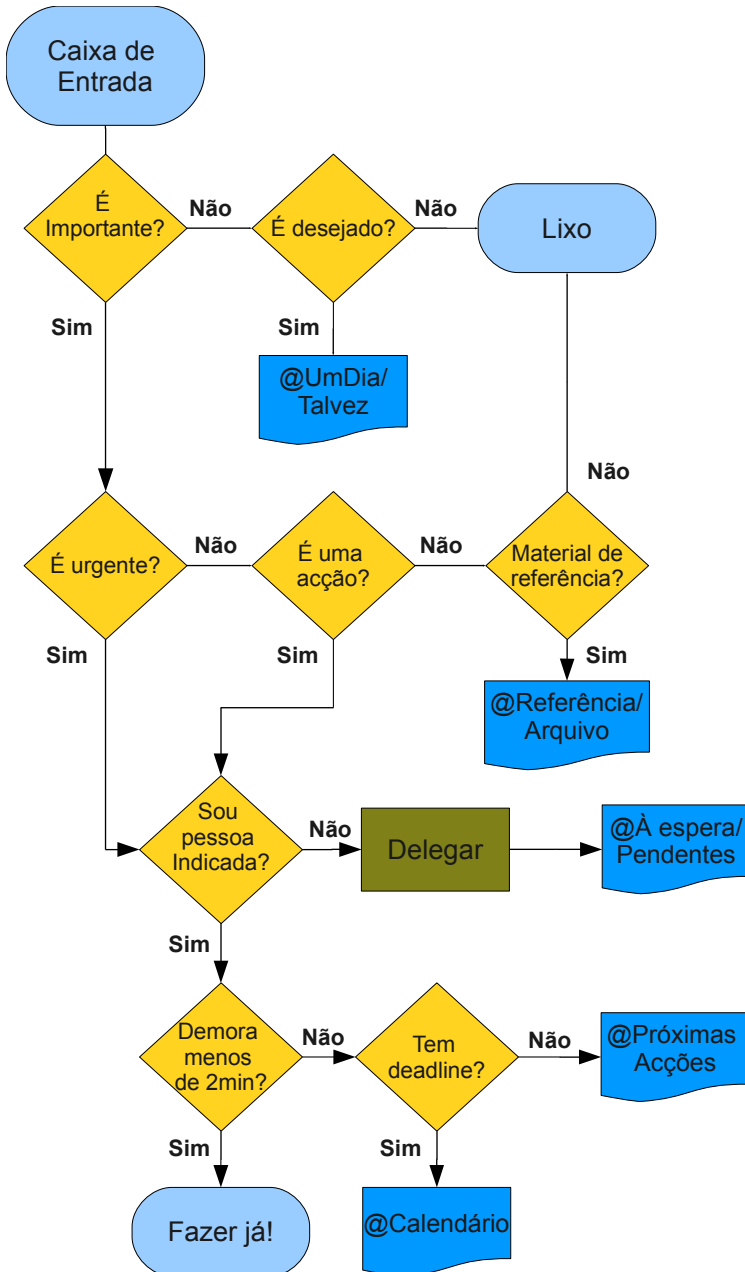 Caixa de
Entrada
É
Importante?
Não
É desejado?
Não
Lixo
Sim
Sim
@UmDia/
Talvez
Não
É urgente?
Não
É uma
acção?
Não
Material de
referência?
Sim
Sim
Sim
@Referência/
Arquivo
Sou
pessoa
Indicada?
Não
Delegar
@À espera/
Pendentes
Sim
Demora
menos
de 2min?
Não
Tem
deadline?
Não
@Próximas
Acções
Sim
Sim
Fazer já!
@Calendário